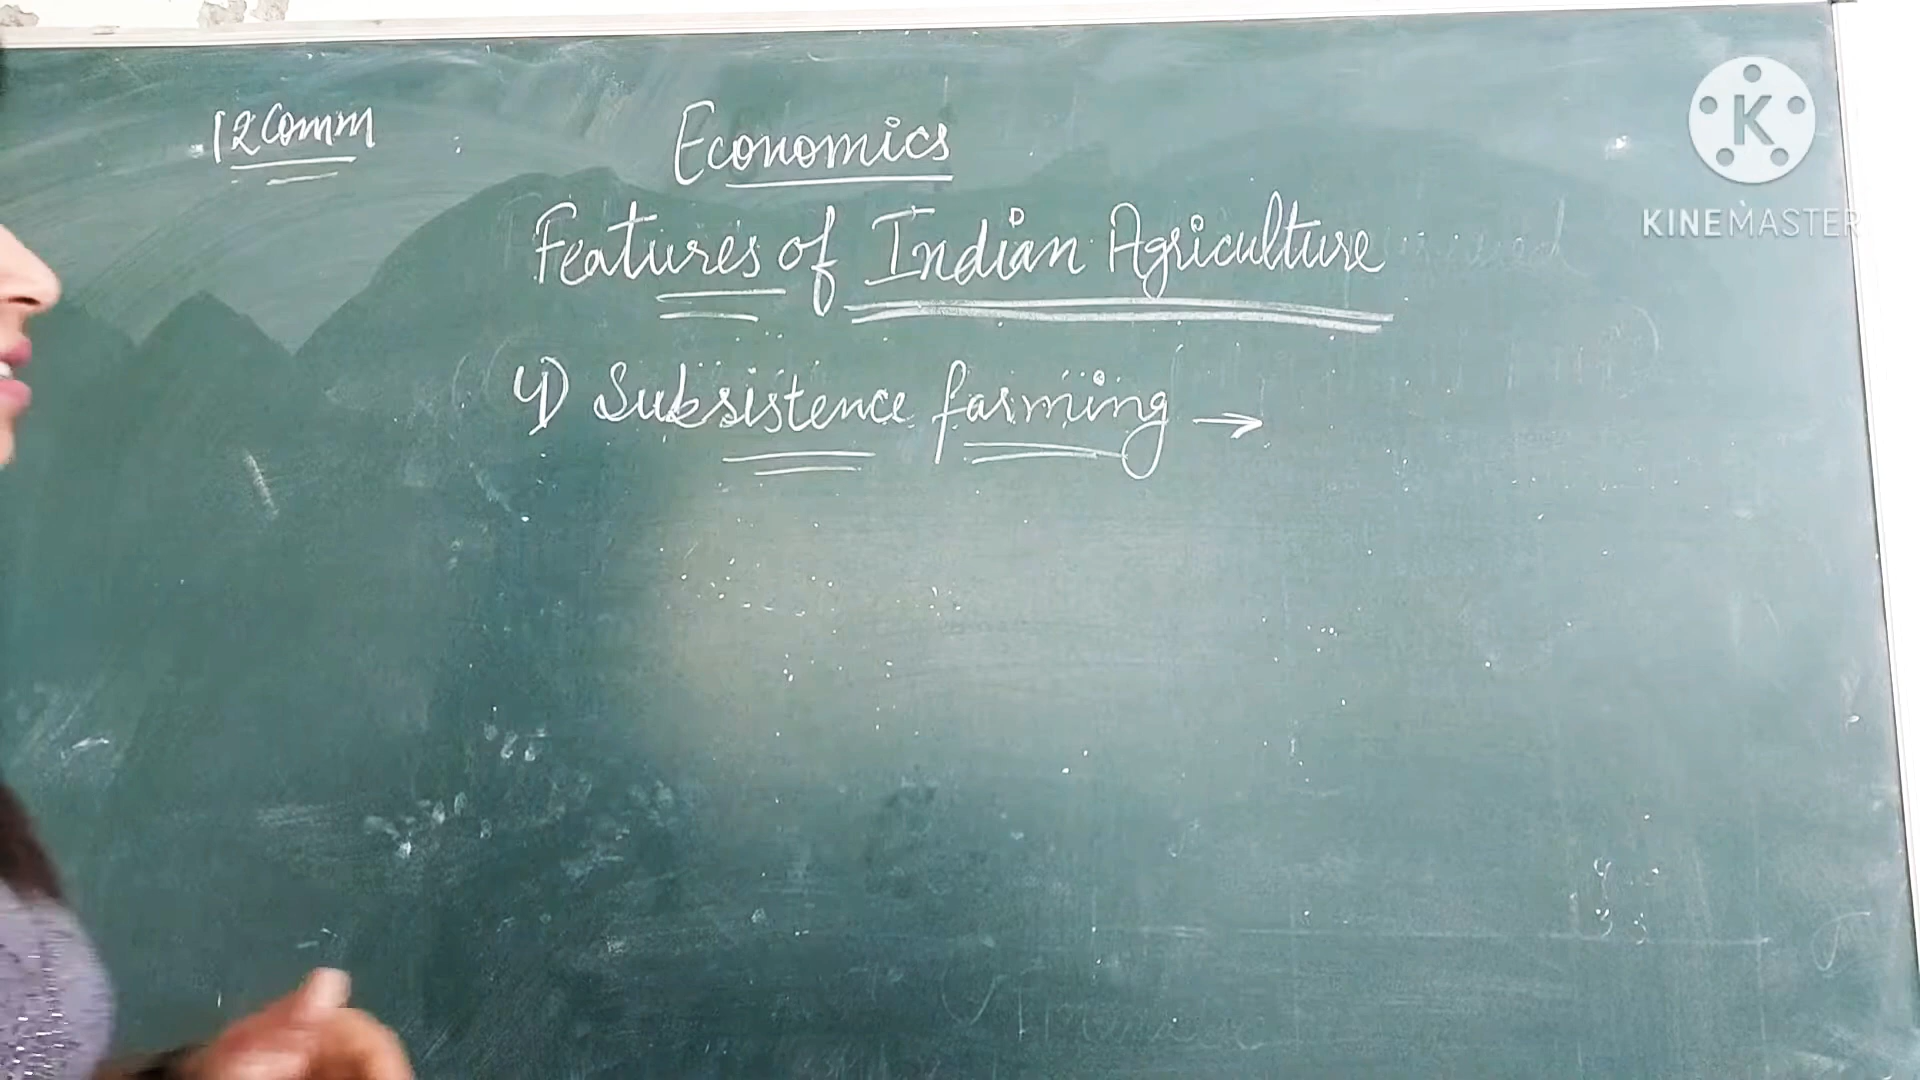 12 Comm
Economics
Features of Indian Agriculture
4) Subsistence farming →
KINEMASTER